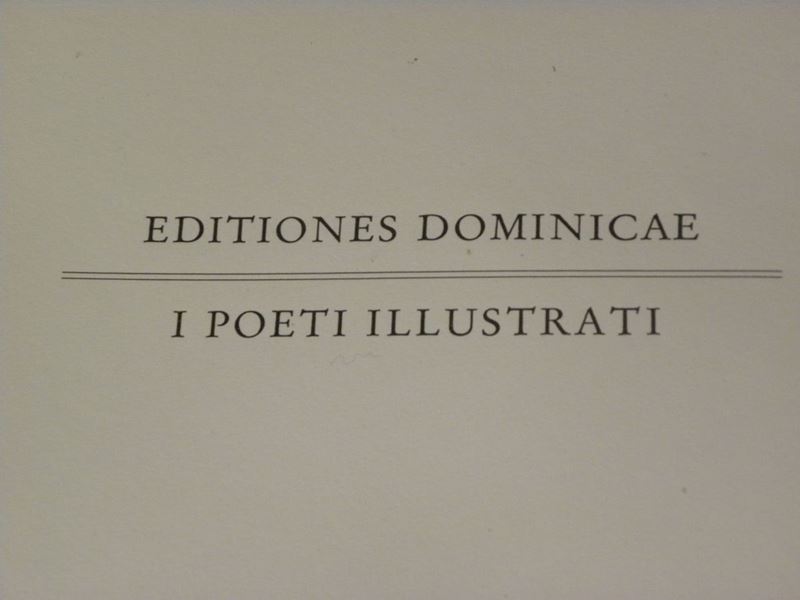 EDITIONES DOMINICAE
I POETI ILLUSTRATI